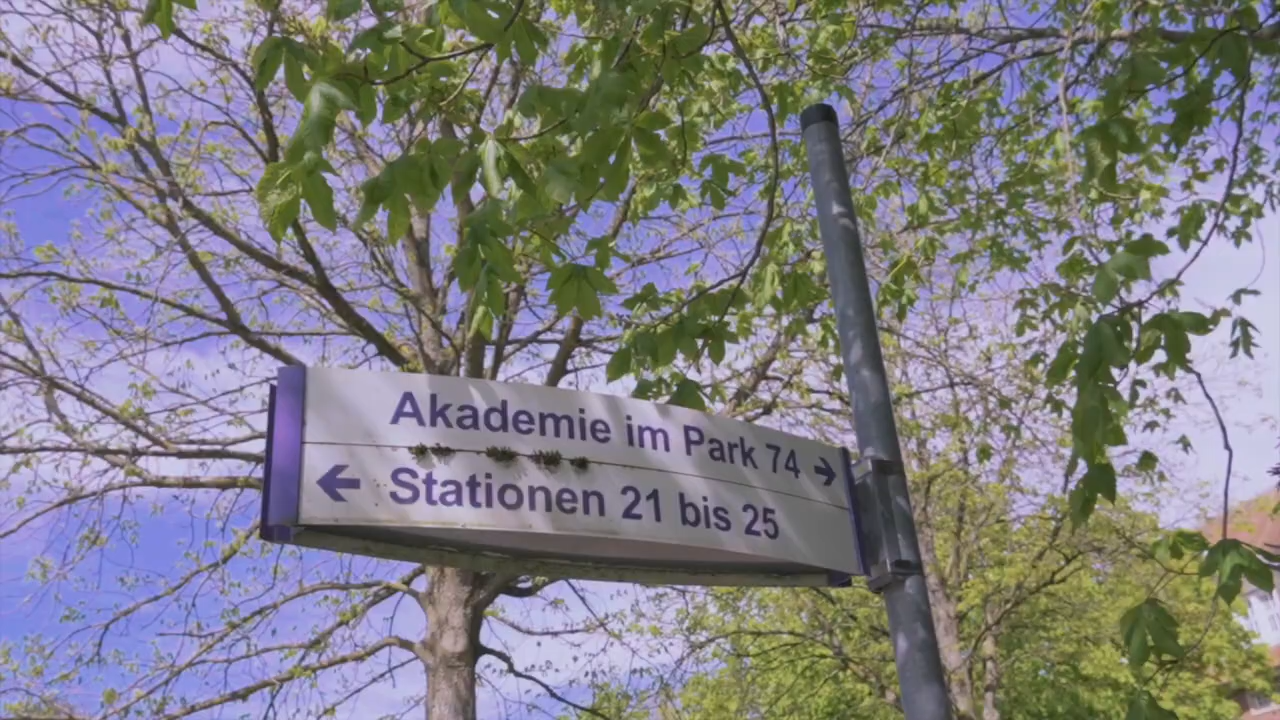 Akademie im Park 74 →
← Stationen 21 bis 25